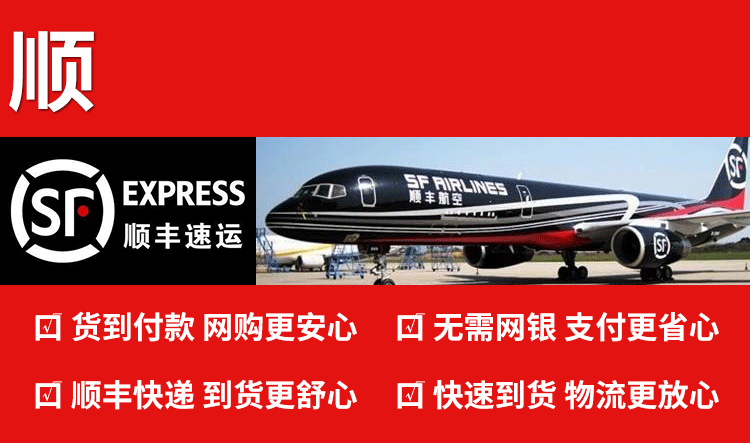 顺
SF EXPRESS
顺丰速运
SF AIRLINES
顺丰航空
SF
SF
☑ 货到付款 网购更安心
☑ 无需网银 支付更省心
☑ 顺丰快递 到货更舒心
☑ 快速到货 物流更放心